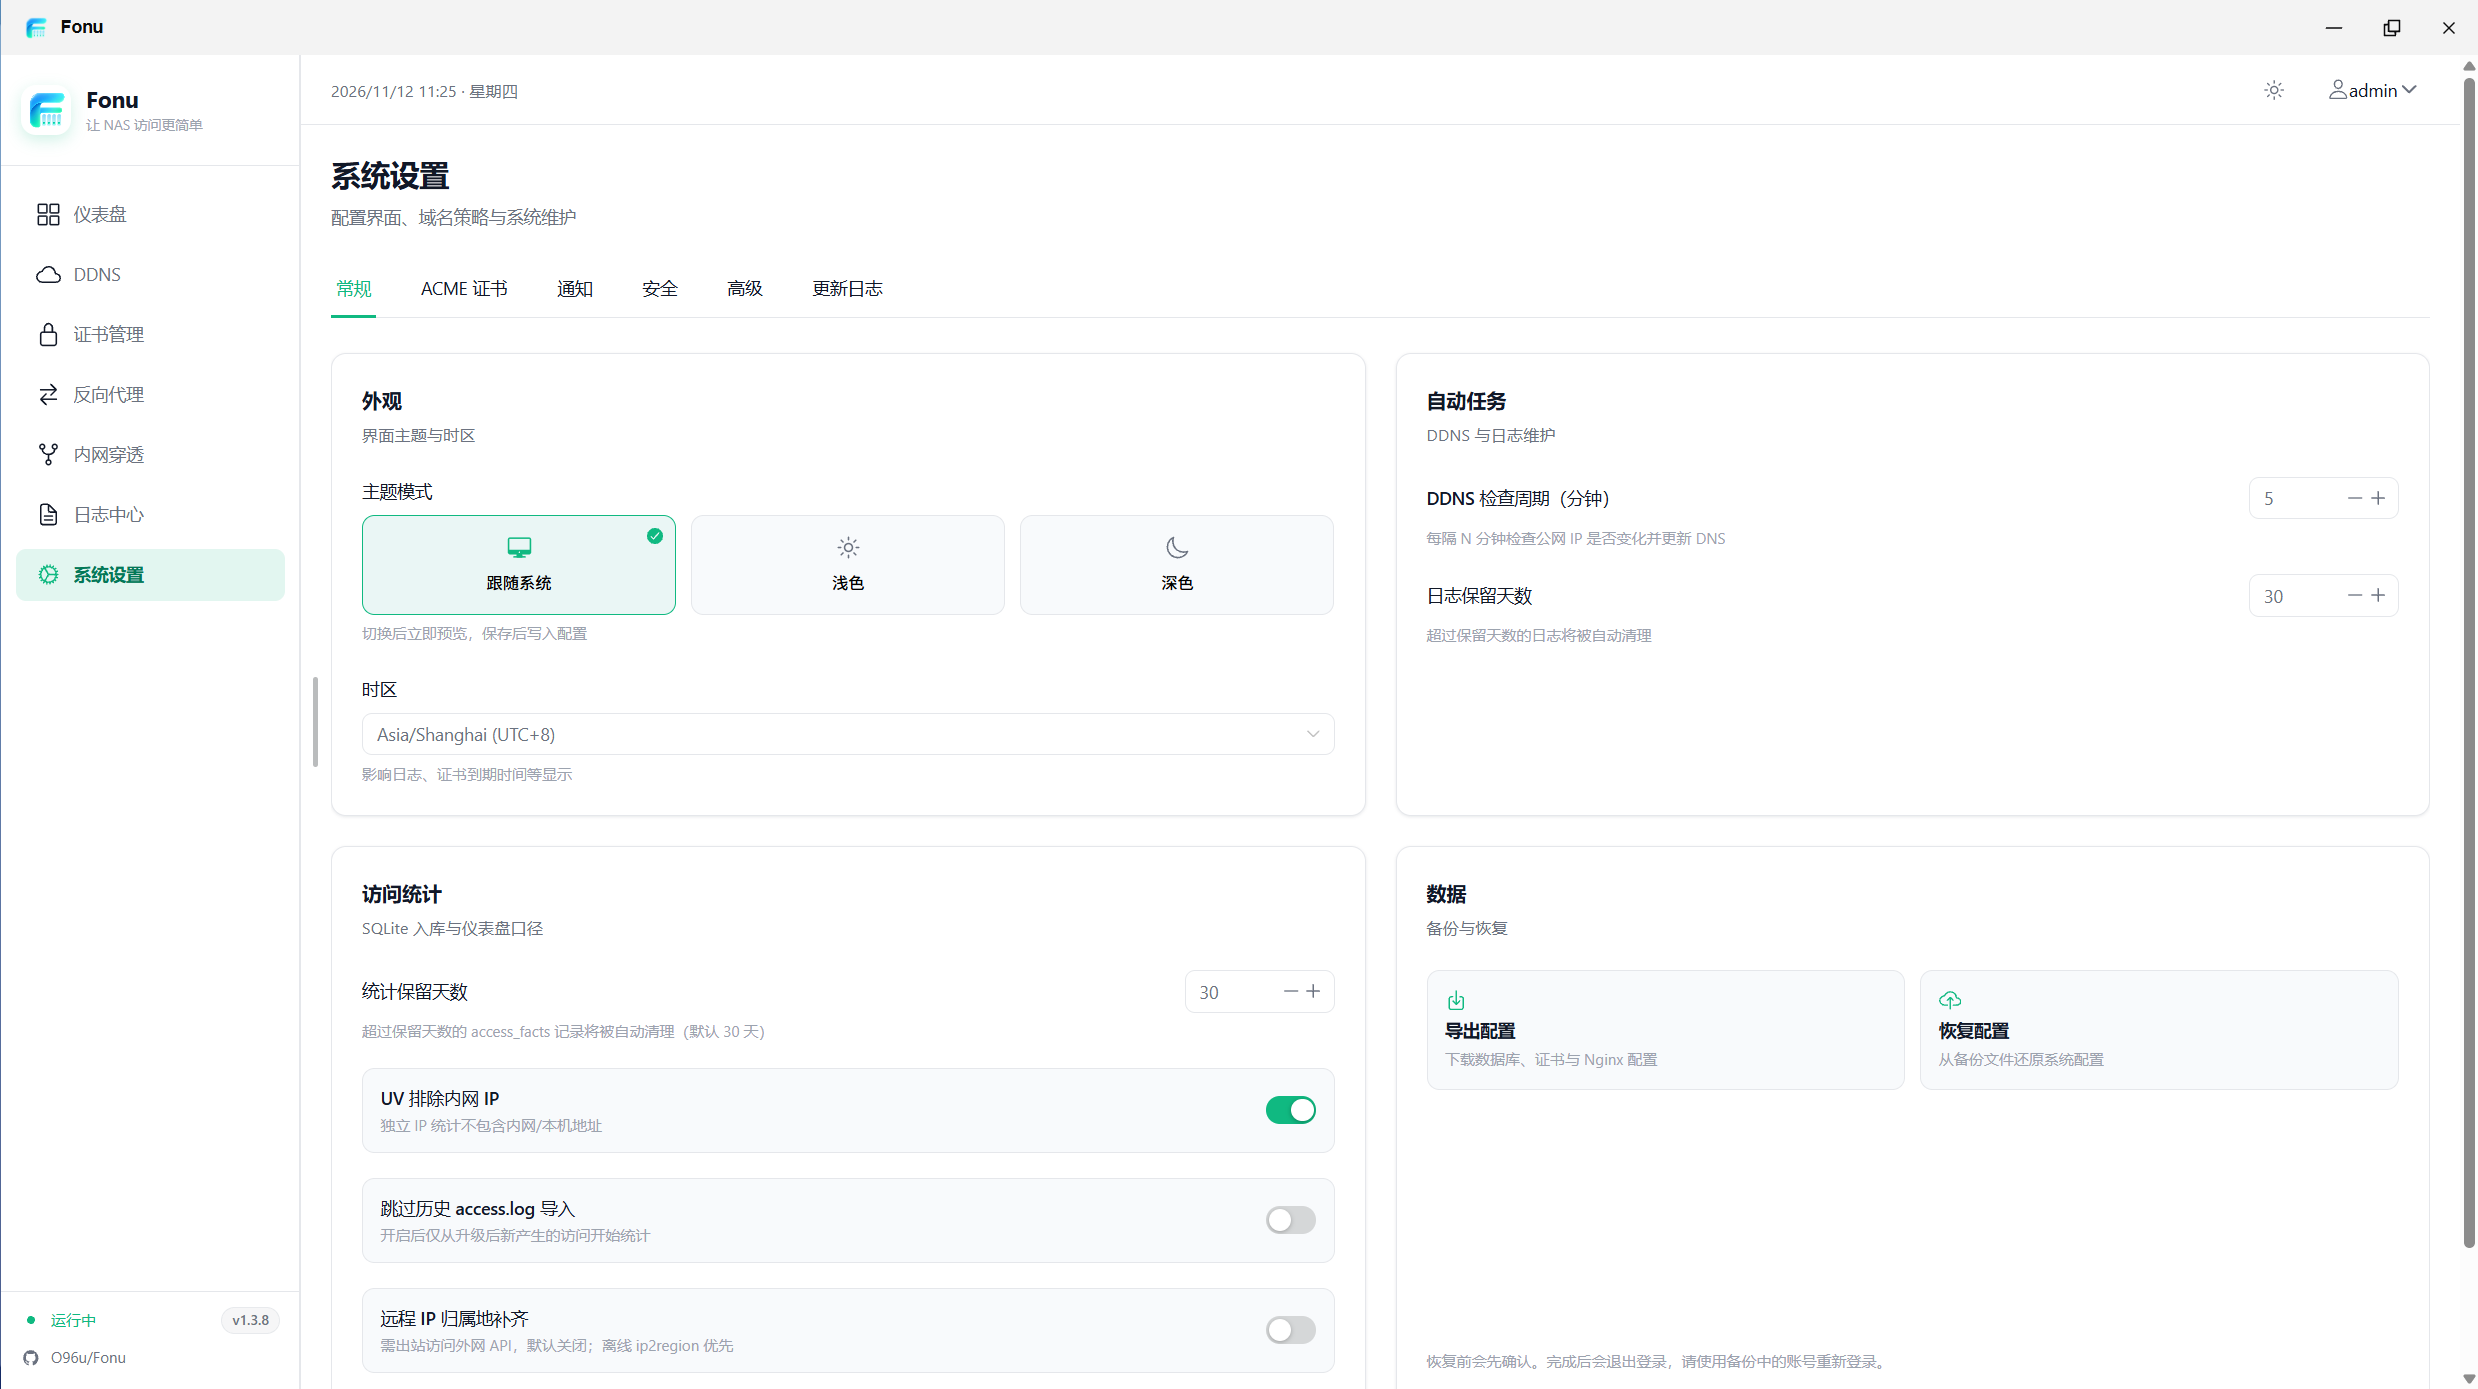 Fonu
Fonu
让 NAS 访问更简单
仪表盘
DDNS
证书管理
反向代理
内网穿透
日志中心
系统设置
运行中
v1.3.8
O96u/Fonu
2026/11/12 11:25 · 星期四
admin
系统设置
配置界面、域名策略与系统维护
常规
ACME 证书
通知
安全
高级
更新日志
外观
界面主题与时区
主题模式
跟随系统
浅色
深色
切换后立即预览，保存后写入配置
时区
Asia/Shanghai (UTC+8)
影响日志、证书到期时间等显示
自动任务
DDNS 与日志维护
DDNS 检查周期（分钟）
5
每隔 N 分钟检查公网 IP 是否变化并更新 DNS
日志保留天数
30
超过保留天数的日志将被自动清理
访问统计
SQLite 入库与仪表盘口径
统计保留天数
30
超过保留天数的 access_facts 记录将被自动清理（默认 30 天）
UV 排除内网 IP
独立 IP 统计不包含内网/本机地址
跳过历史 access.log 导入
开启后仅从升级后新产生的访问开始统计
远程 IP 归属地补齐
需出站访问外网 API，默认关闭；离线 ip2region 优先
数据
备份与恢复
导出配置
下载数据库、证书与 Nginx 配置
恢复配置
从备份文件还原系统配置
恢复前会先确认。完成后会退出登录，请使用备份中的账号重新登录。